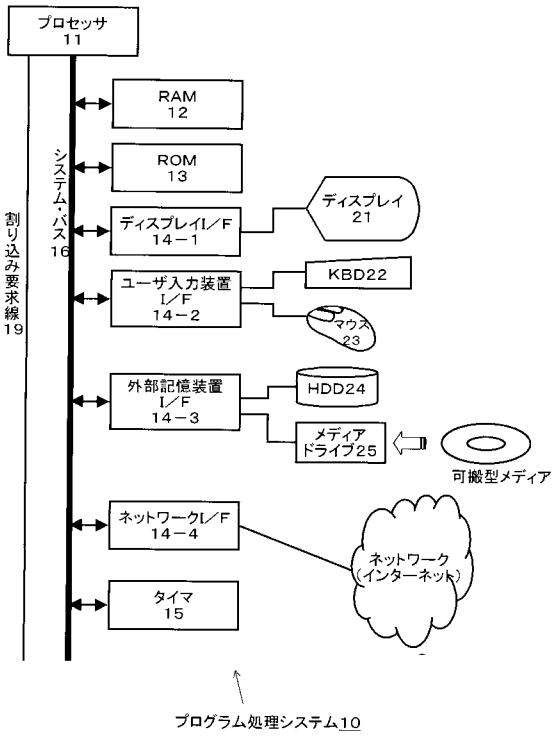 プロセッサ
11
RAM
12
ROM
13
システム・バス
16
割り込み要求線
19
ディスプレイI/F
14-1
ディスプレイ
21
ユーザ入力装置
I/F
14-2
KBD22
マウス
23
外部記憶装置
I/F
14-3
HDD24
メディア
ドライブ25
可搬型メディア
ネットワークI/F
14-4
ネットワーク
(インターネット)
タイマ
15
プログラム処理システム10